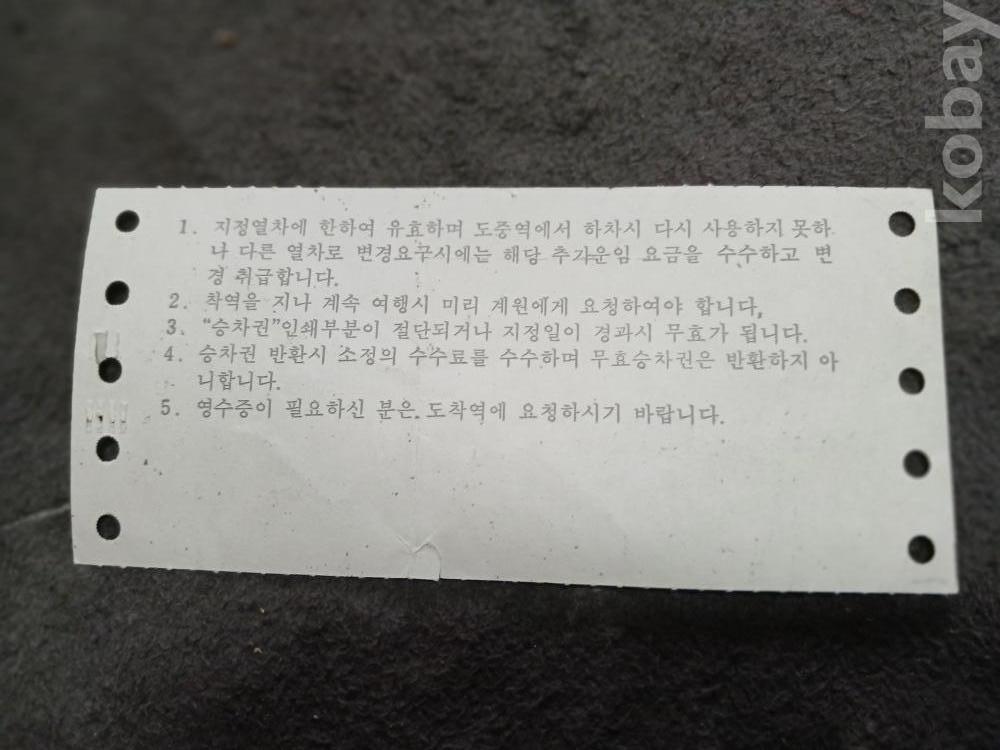 1. 지정열차에 한하여 유효하며 도중역에서 하차시 다시 사용하지 못하
나 다른 열차로 변경요구시에는 해당 추가운임 요금을 수수하고 변
경 취급합니다.
2. 착역을 지나 계속 여행시 미리 계원에게 요청하여야 합니다.
3. "승차권"인쇄부분이 절단되거나 지정일이 경과시 무효가 됩니다.
4. 승차권 반환시 소정의 수수료를 수수하며 무효승차권은 반환하지 아
니합니다.
5. 영수증이 필요하신 분은 도착역에 요청하시기 바랍니다.
kobay